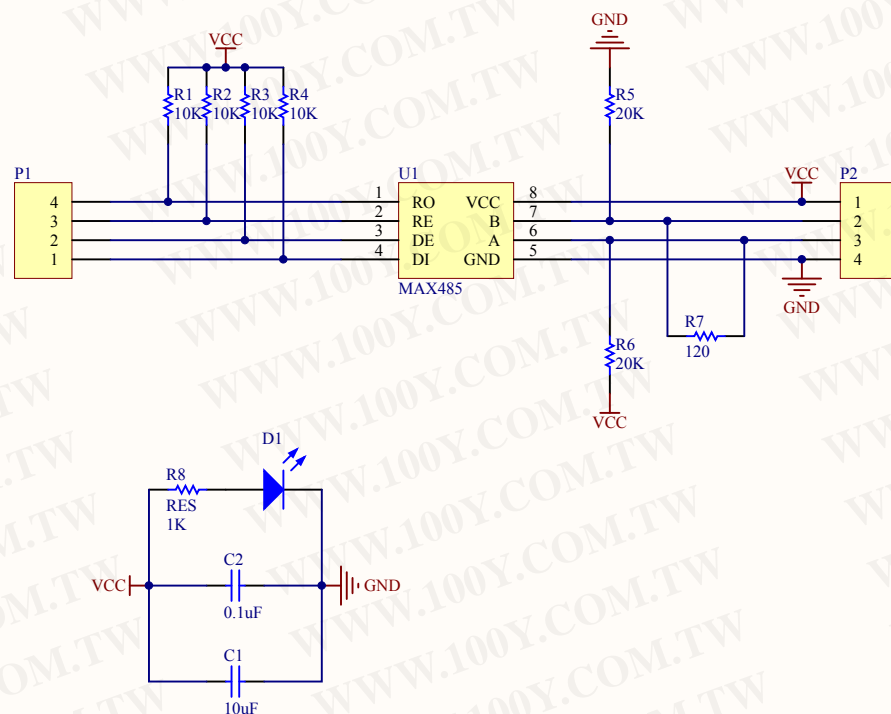 GND
VCC
R1
10K
R2
10K
R3
10K
R4
10K
R5
20K
P1
4
3
2
1
U1
1
2
3
4
RO
RE
DE
DI
VCC
B
A
GND
8
7
6
5
MAX485
VCC
P2
1
2
3
4
GND
R7
120
R6
20K
VCC
D1
R8
RES
1K
VCC
C2
0.1uF
GND
C1
10uF
WWW.100Y.COM.TW